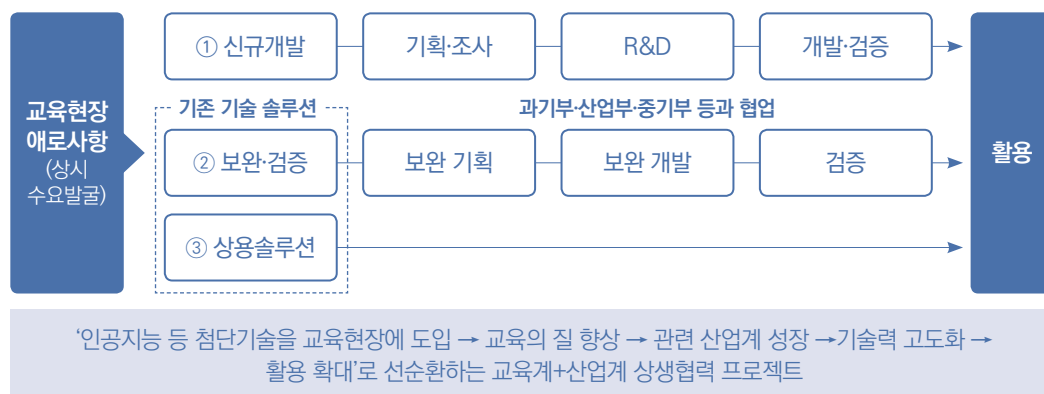 교육현장
애로사항
(상시
수요발굴)
① 신규개발
기획·조사
R&D
개발·검증
기존 기술 솔루션
과기부·산업부·중기부 등과 협업
② 보완·검증
보완 기획
보완 개발
검증
③ 상용솔루션
활용
‘인공지능 등 첨단기술을 교육현장에 도입 → 교육의 질 향상 → 관련 산업계 성장 →기술력 고도화 →
활용 확대’로 선순환하는 교육계+산업계 상생협력 프로젝트